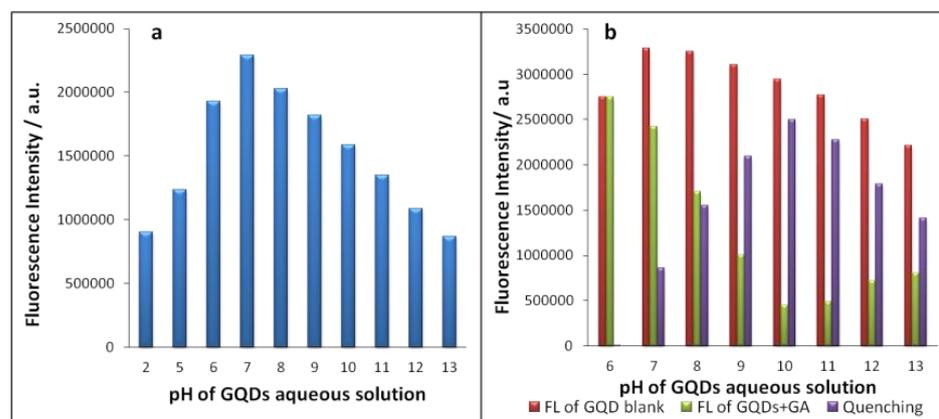 a
Fluorescence Intensity / a.u.
2500000
2000000
1500000
1000000
500000
0
2 5 6 7 8 9 10 11 12 13
pH of GQDs aqueous solution
b
Fluorescence Intensity/ a.u
3500000
3000000
2500000
2000000
1500000
1000000
500000
0
6 7 8 9 10 11 12 13
pH of GQDs aqueous solution
FL of GQD blank FL of GQDs+GA Quenching